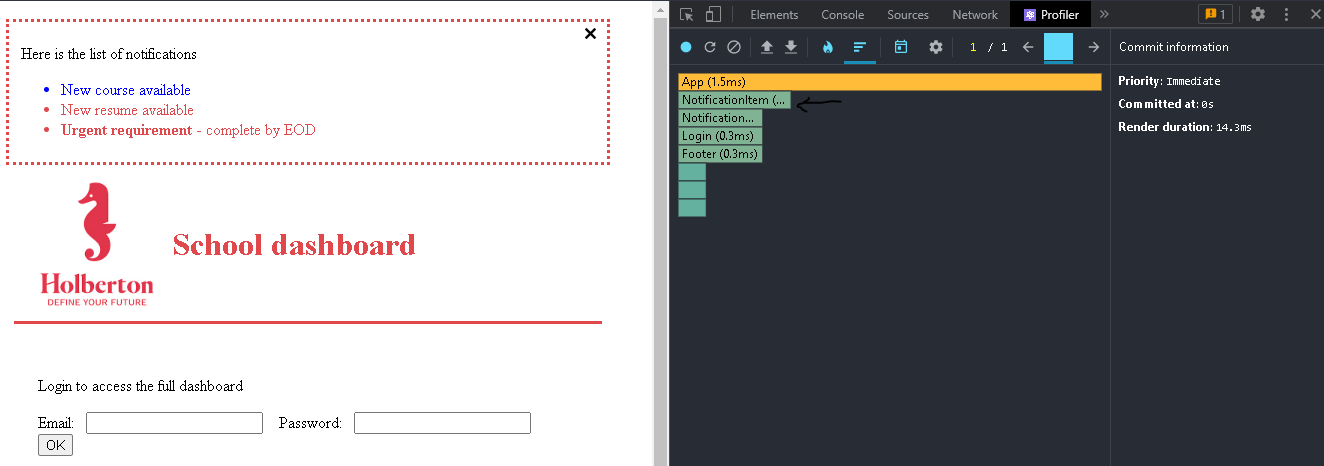 Here is the list of notifications
New course available
New resume available
Urgent requirement - complete by EOD
Holberton
DEFINE YOUR FUTURE
School dashboard
Login to access the full dashboard
Email: Password:
OK
Elements Console Sources Network Profiler » 1
1 / 1
App (1.5ms)
NotificationItem (...
Notification...
Login (0.3ms)
Footer (0.3ms)
Commit information
Priority: Immediate
Committed at: 0s
Render duration: 14.3ms